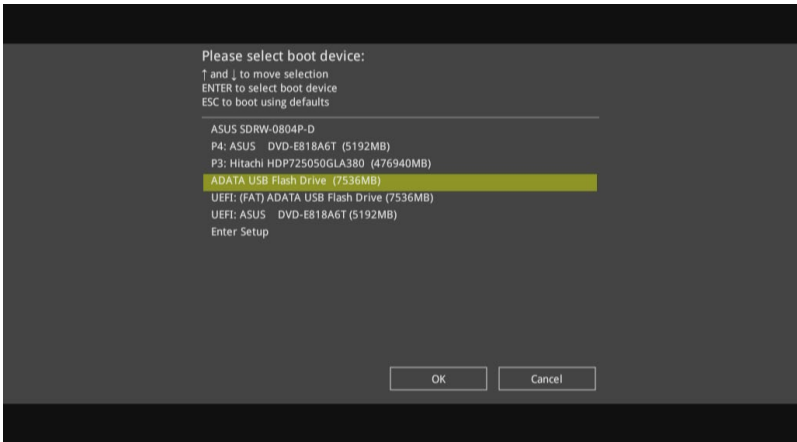 Please select boot device:
↑ and ↓ to move selection
ENTER to select boot device
ESC to boot using defaults
ASUS SDRW-0804P-D
P4: ASUS DVD-E818A6T (5192MB)
P3: Hitachi HDP725050GLA380 (476940MB)
ADATA USB Flash Drive (7536MB)
UEFI: (FAT) ADATA USB Flash Drive (7536MB)
UEFI: ASUS DVD-E818A6T (5192MB)
Enter Setup
OK Cancel